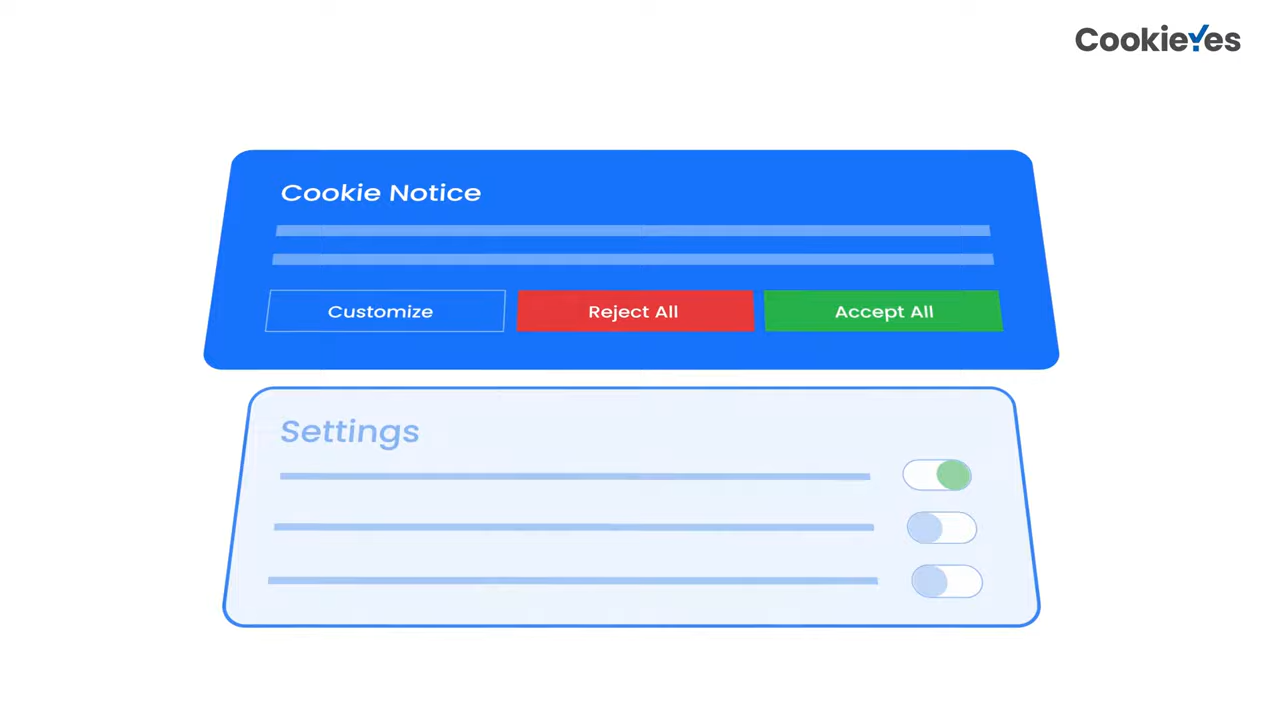 CookieYes
Cookie Notice
Customize
Reject All
Accept All
Settings